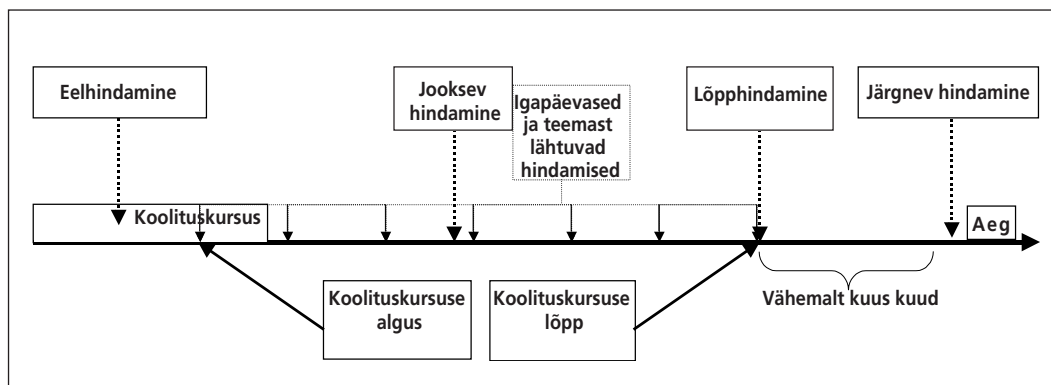 Eelhindamine
Jooksev
hindamine
Igapäevased
ja teemast
lähtuvad
hindamised
Lõpphindamine
Järgnev hindamine
Koolituskursus
Aeg
Koolituskursuse
algus
Koolituskursuse
lõpp
Vähemalt kuus kuud